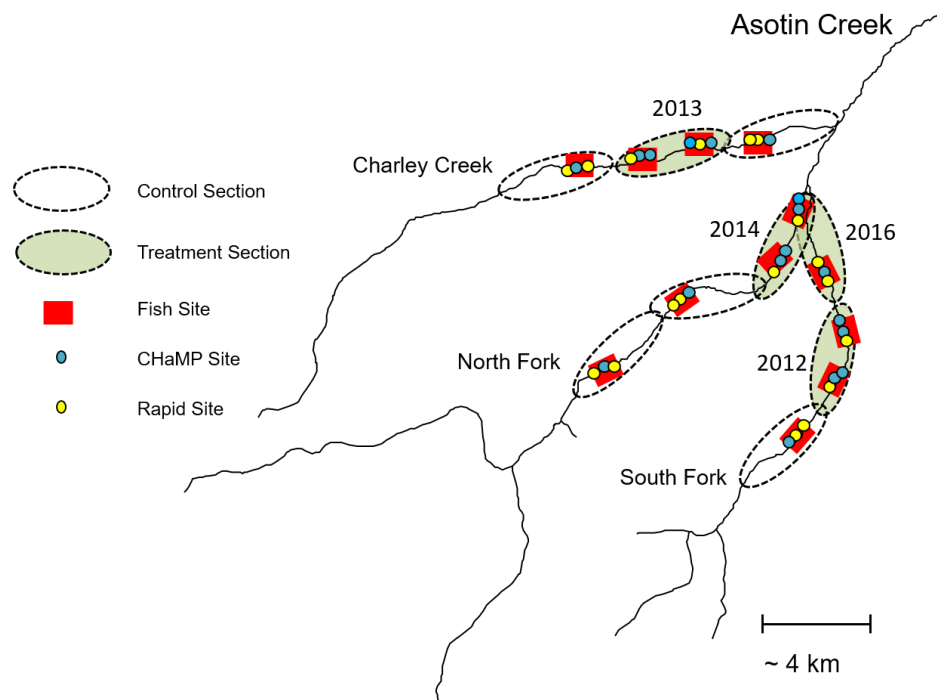 Asotin Creek
2013
Charley Creek
Control Section
Treatment Section
Fish Site
CHaMP Site
Rapid Site
2014
2016
North Fork
2012
South Fork
~ 4 km